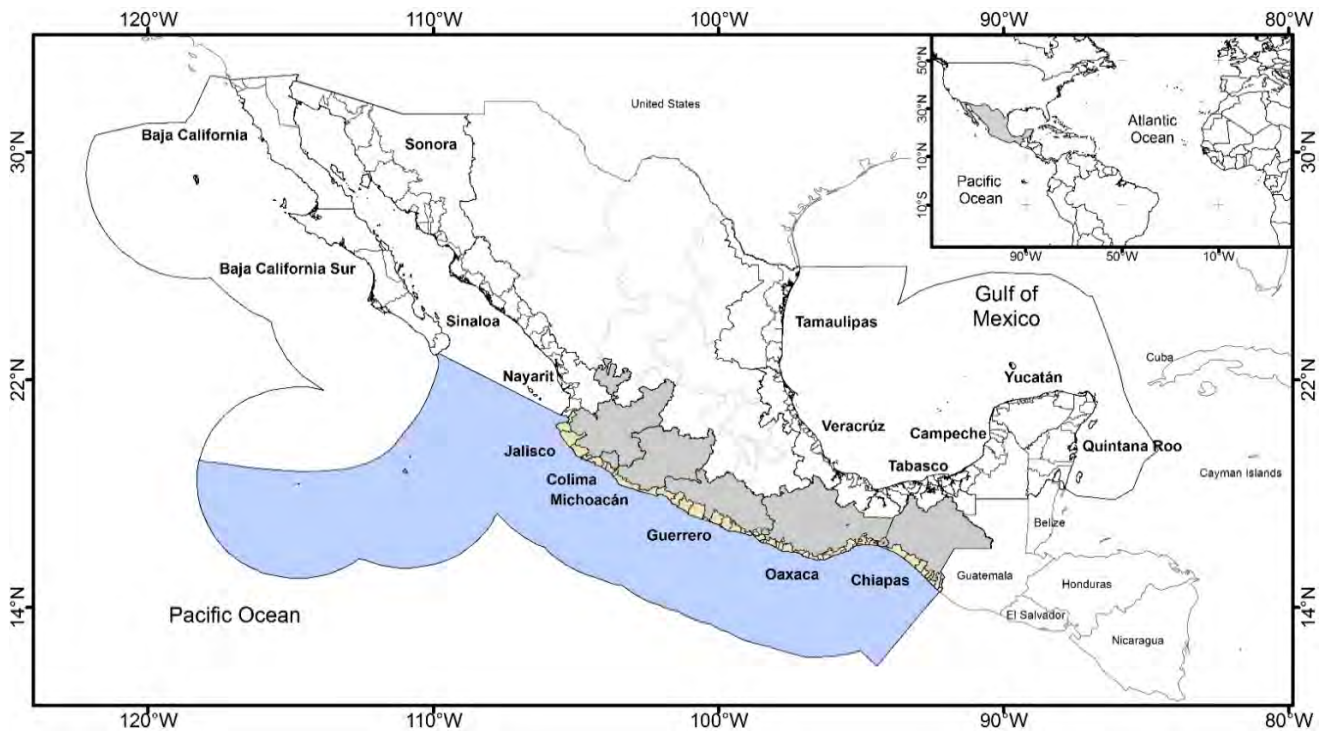 120°W 110°W 100°W 90°W 80°W
50°N
30°N
10°N
10°S
Atlantic
Ocean
Pacific
Ocean
90°W 50°W 10°W
United States
Baja California
Sonora
30°N 30°N
Baja California Sur
Sinaloa
Tamaulipas
Gulf of
Mexico
Cuba
22°N 22°N
Nayarit
Yucatán
Veracrúz
Campeche
Quintana Roo
Jalisco
Tabasco
Cayman Islands
Colima
Michoacán
Guerrero
Belize
Oaxaca
Chiapas
Guatemala
Honduras
14°N 14°N
Pacific Ocean
El Salvador
Nicaragua
120°W 110°W 100°W 90°W 80°W